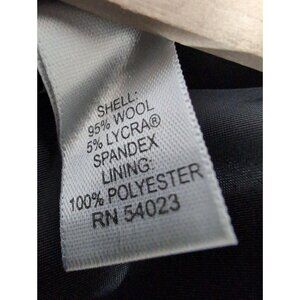 SHELL:
95% WOOL
5% LYCRA®
SPANDEX
LINING:
100% POLYESTER
RN 54023